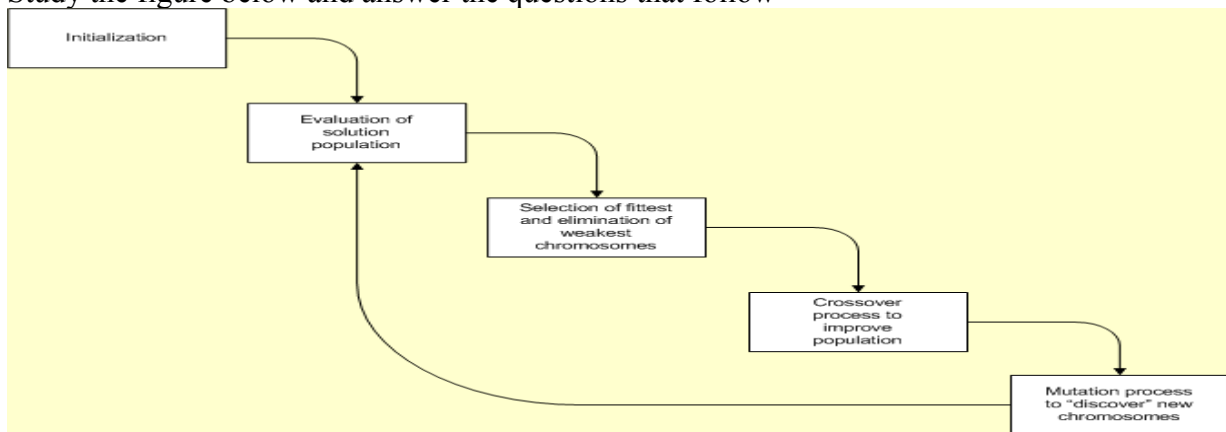 Study the figure below and answer the questions that follow
Initialization
Evaluation of
solution
population
Selection of fittest
and elimination of
weakest
chromosomes
Crossover
process to
improve
population
Mutation process
to “discover” new
chromosomes